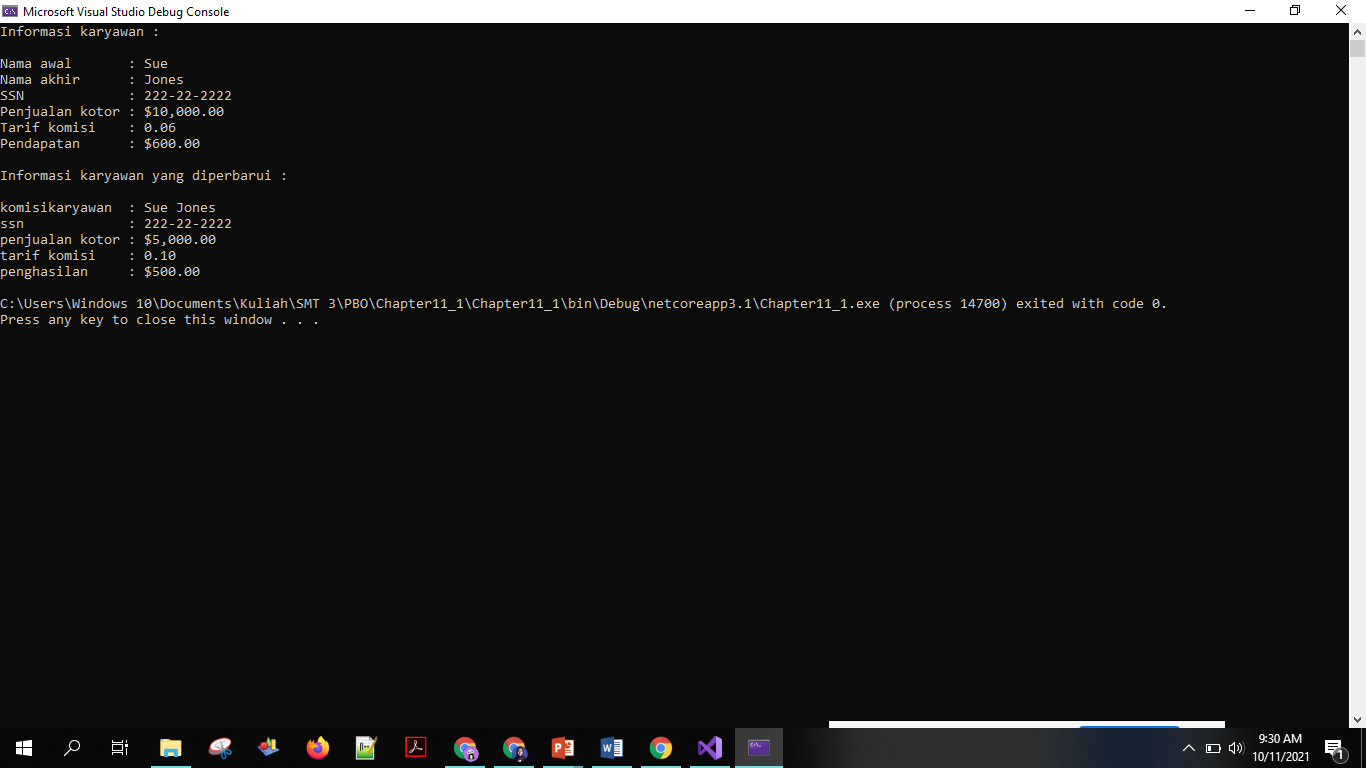 Microsoft Visual Studio Debug Console
Informasi karyawan :
Nama awal       : Sue
Nama akhir      : Jones
SSN             : 222-22-2222
Penjualan kotor : $10,000.00
Tarif komisi    : 0.06
Pendapatan      : $600.00
Informasi karyawan yang diperbarui :
komisikaryawan  : Sue Jones
ssn             : 222-22-2222
penjualan kotor : $5,000.00
tarif komisi    : 0.10
penghasilan     : $500.00
C:\Users\Windows 10\Documents\Kuliah\SMT 3\PBO\Chapter11_1\Chapter11_1\bin\Debug\netcoreapp3.1\Chapter11_1.exe (process 14700) exited with code 0.
Press any key to close this window . . .
9:30 AM
10/11/2021
1